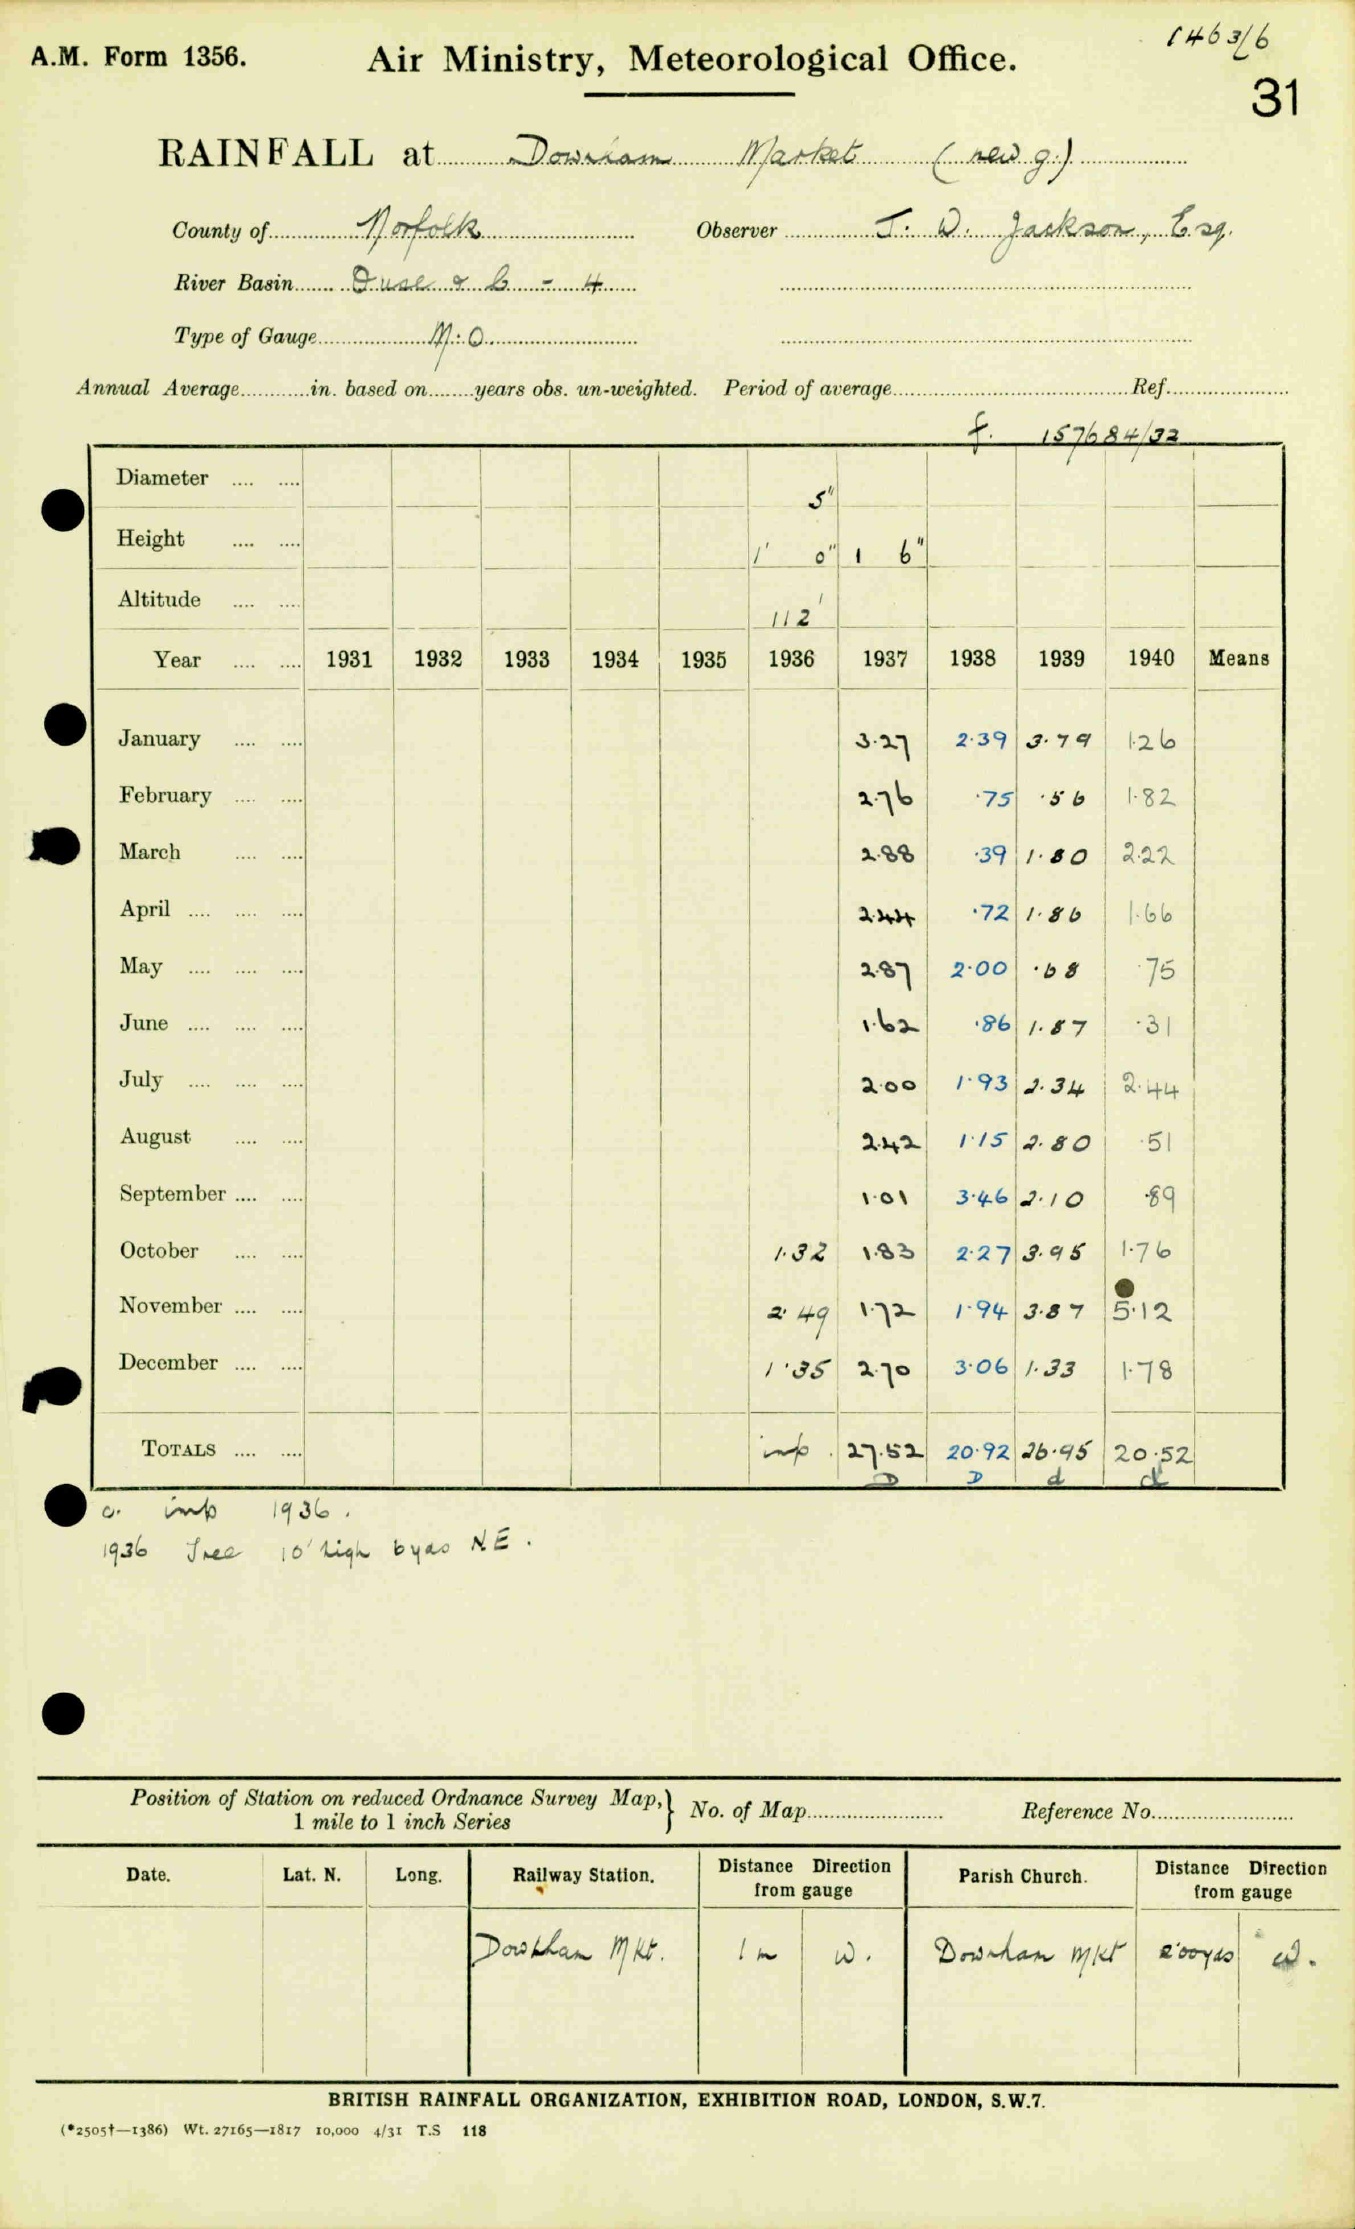 1463/6
A.M. Form 1356. Air Ministry, Meteorological Office.
31
RAINFALL at Downham Market (new g.)
County of Norfolk Observer J. W. Jackson, Esq.
River Basin Ouse & C - 4
Type of Gauge M.O.
Annual Average in. based on years obs. un-weighted. Period of average Ref.
f. 157684/32
Diameter 5"
Height 1' 0" 1 6"
Altitude 112'
Year 1931 1932 1933 1934 1935 1936 1937 1938 1939 1940 Means
January 3.27 2.39 3.79 1.26
February 2.76 .75 .56 1.82
March 2.88 .39 1.80 2.22
April 2.44 .72 1.86 1.66
May 2.87 2.00 .68 .75
June 1.62 .86 1.87 .31
July 2.00 1.93 2.34 2.44
August 2.42 1.15 2.80 .51
September 1.01 3.46 2.10 .89
October 1.32 1.83 2.27 3.95 1.76
November 2.49 1.72 1.94 3.87 5.12
December 1.35 2.70 3.06 1.33 1.78
TOTALS imp. 27.52 20.92 26.95 20.52
D D d d
c. imp 1936.
1936 Tree 10' high 6yds NE.
Position of Station on reduced Ordnance Survey Map, } No. of Map Reference No.
1 mile to 1 inch Series
Date. Lat. N. Long. Railway Station. Distance Direction from gauge Parish Church. Distance Direction from gauge
Downham Mkt. 1 m W. Downham Mkt 200yds W.
BRITISH RAINFALL ORGANIZATION, EXHIBITION ROAD, LONDON, S.W.7.
(*2505†—1386) Wt. 27165—1817 10,000 4/31 T.S 118